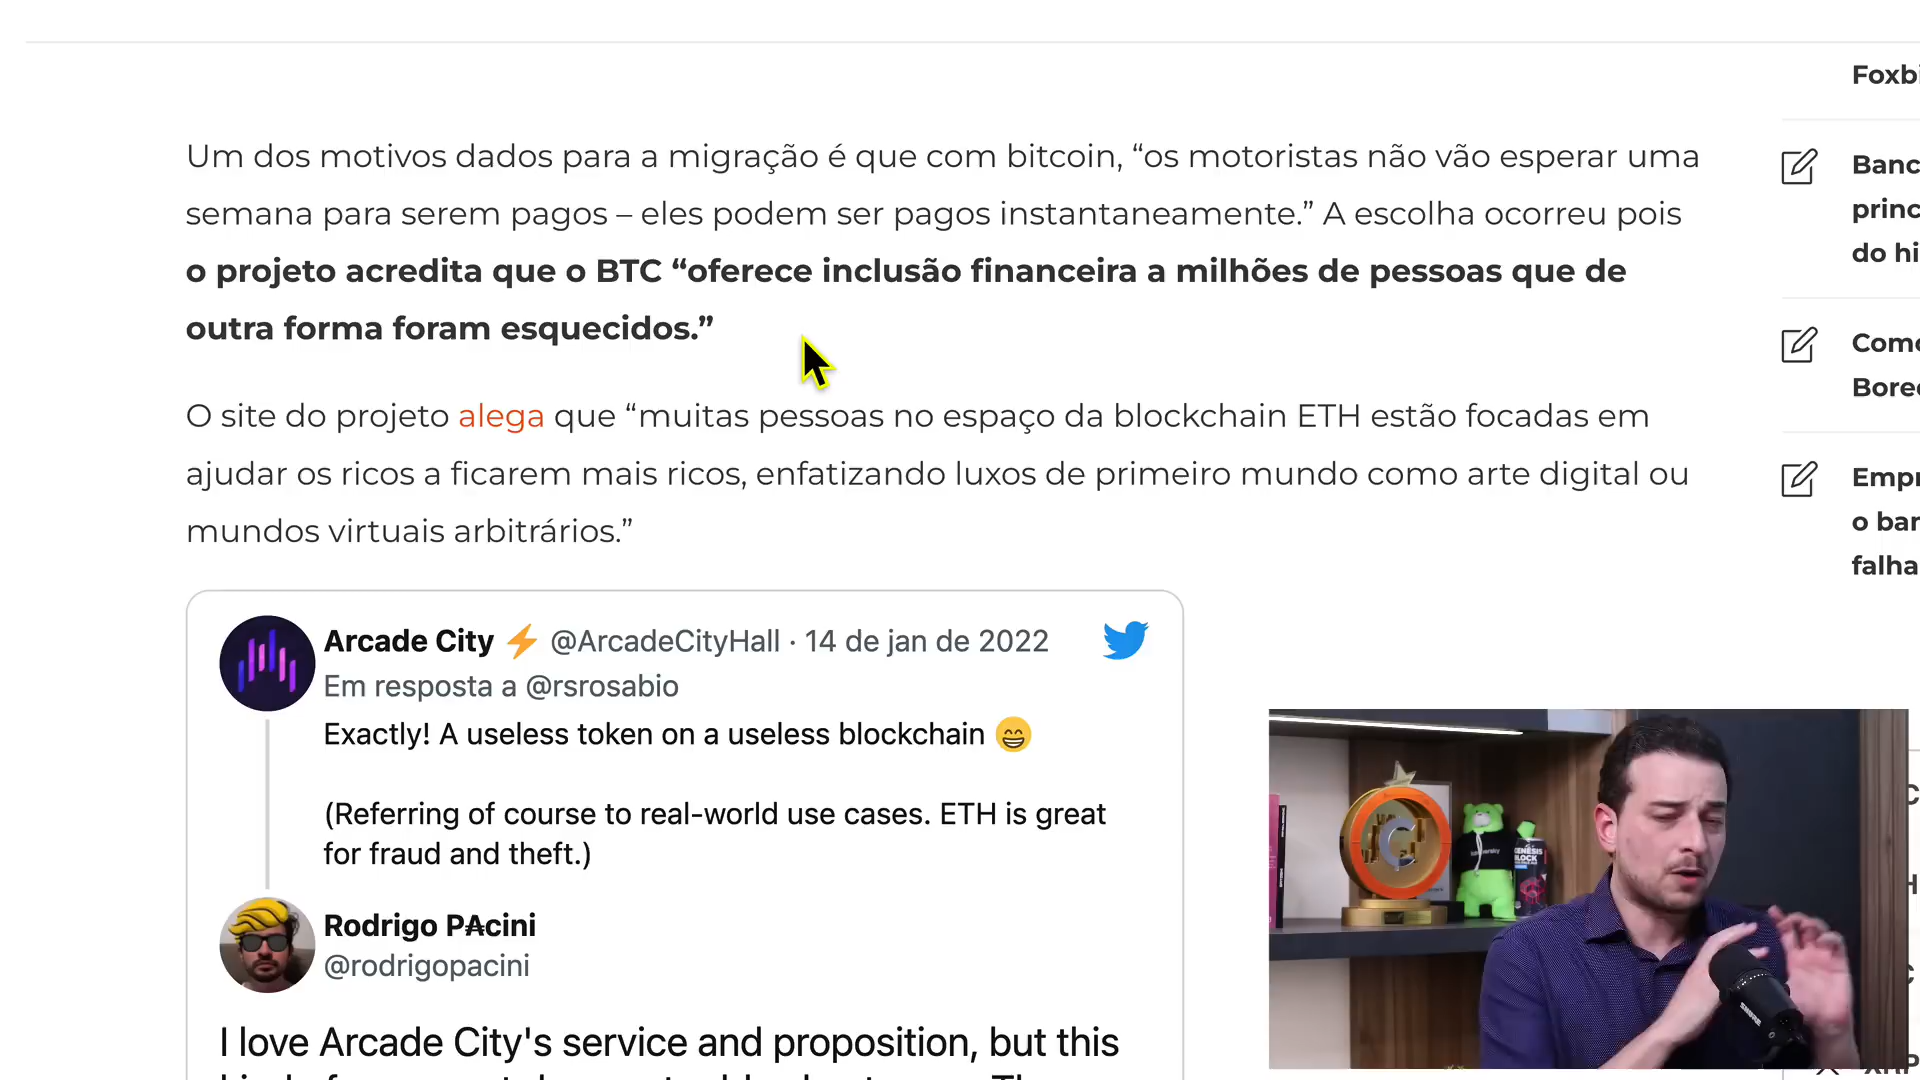 Um dos motivos dados para a migração é que com bitcoin, “os motoristas não vão esperar uma
semana para serem pagos – eles podem ser pagos instantaneamente.” A escolha ocorreu pois
o projeto acredita que o BTC “oferece inclusão financeira a milhões de pessoas que de
outra forma foram esquecidos.”
O site do projeto alega que “muitas pessoas no espaço da blockchain ETH estão focadas em
ajudar os ricos a ficarem mais ricos, enfatizando luxos de primeiro mundo como arte digital ou
mundos virtuais arbitrários.”
Arcade City ⚡ @ArcadeCityHall · 14 de jan de 2022
Em resposta a @rsrosabio
Exactly! A useless token on a useless blockchain 😁
(Referring of course to real-world use cases. ETH is great
for fraud and theft.)
Rodrigo P₳cini
@rodrigopacini
I love Arcade City's service and proposition, but this
Foxbi
Banc
princ
do hi
Como
Bored
Empr
o ban
falha
SHURE